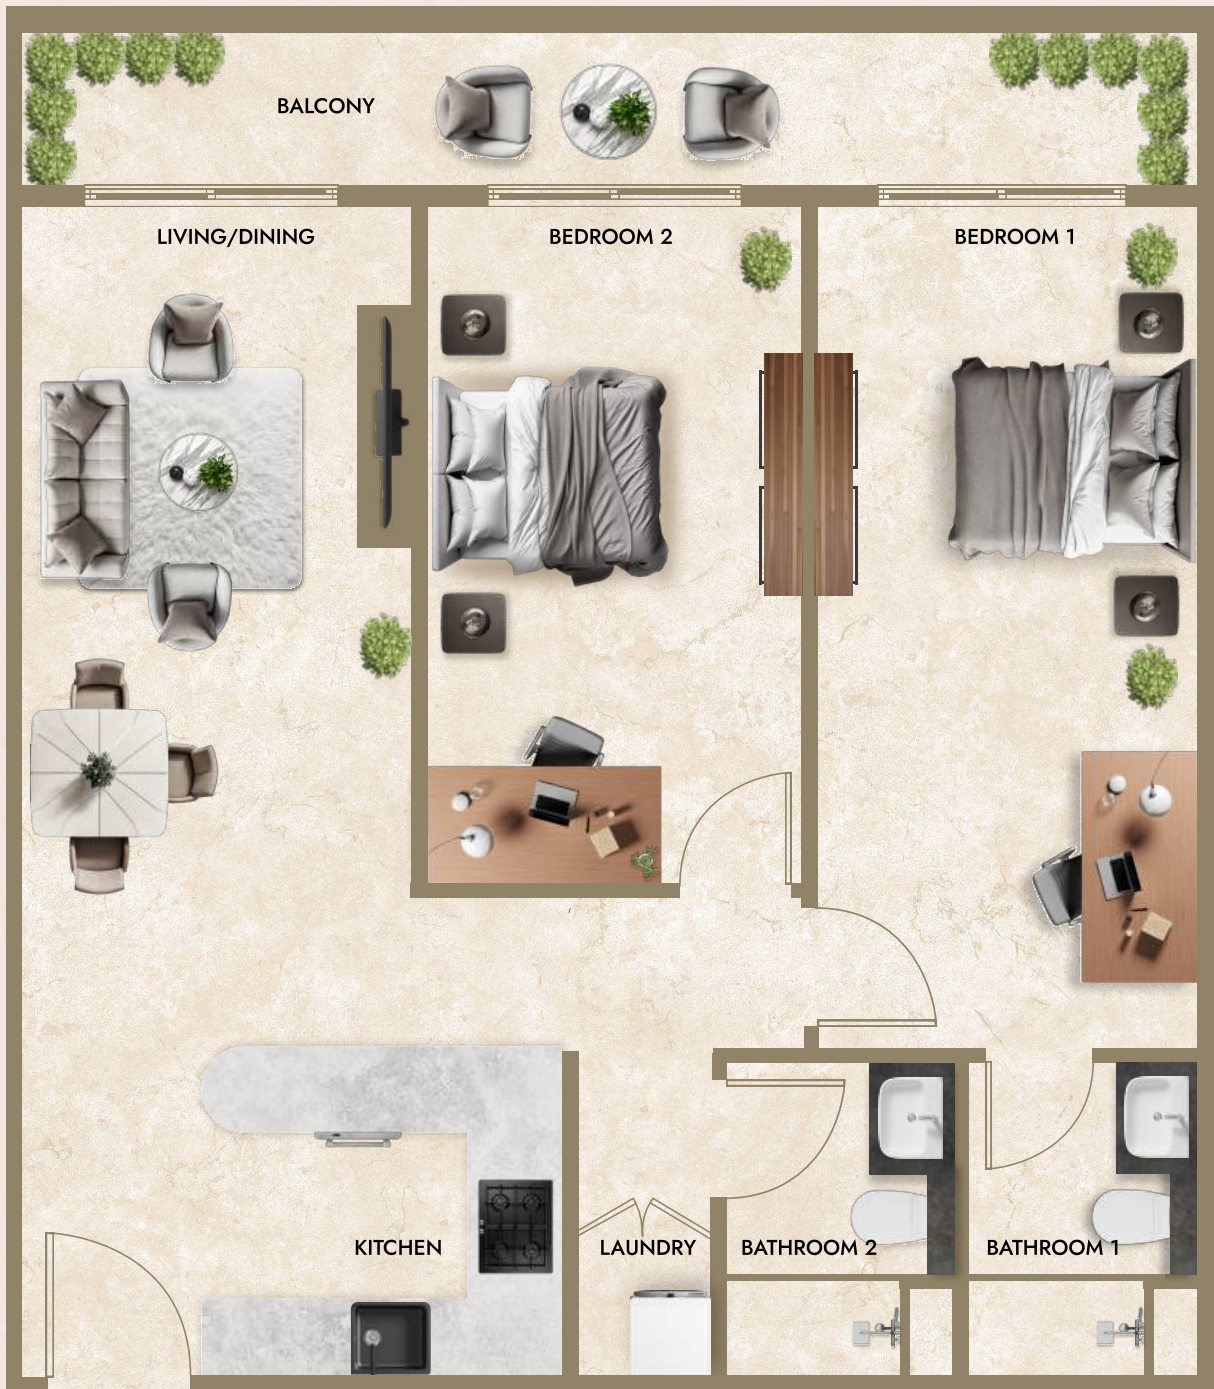 BALCONY
LIVING/DINING
BEDROOM 2
BEDROOM 1
KITCHEN
LAUNDRY
BATHROOM 2
BATHROOM 1